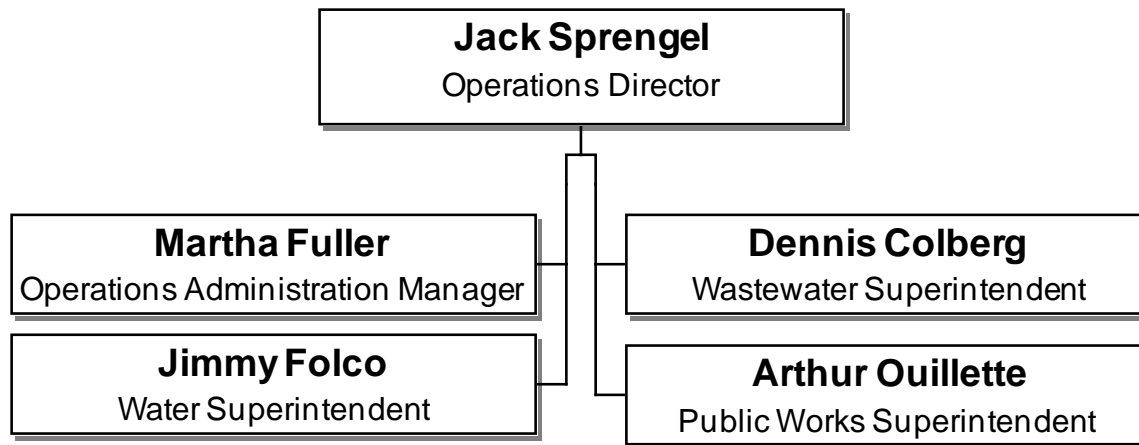 Jack Sprengel
Operations Director
Martha Fuller
Operations Administration Manager
Dennis Colberg
Wastewater Superintendent
Jimmy Folco
Water Superintendent
Arthur Ouillette
Public Works Superintendent